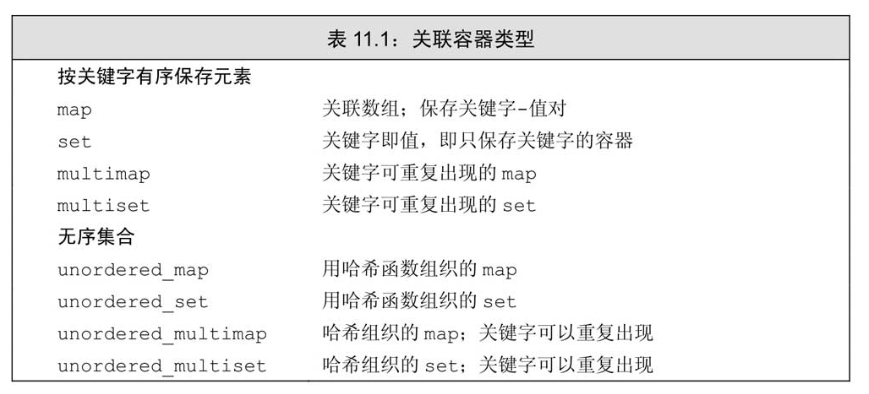 表 11.1：关联容器类型
按关键字有序保存元素
map 关联数组；保存关键字-值对
set 关键字即值，即只保存关键字的容器
multimap 关键字可重复出现的 map
multiset 关键字可重复出现的 set
无序集合
unordered_map 用哈希函数组织的 map
unordered_set 用哈希函数组织的 set
unordered_multimap 哈希组织的 map；关键字可以重复出现
unordered_multiset 哈希组织的 set；关键字可以重复出现